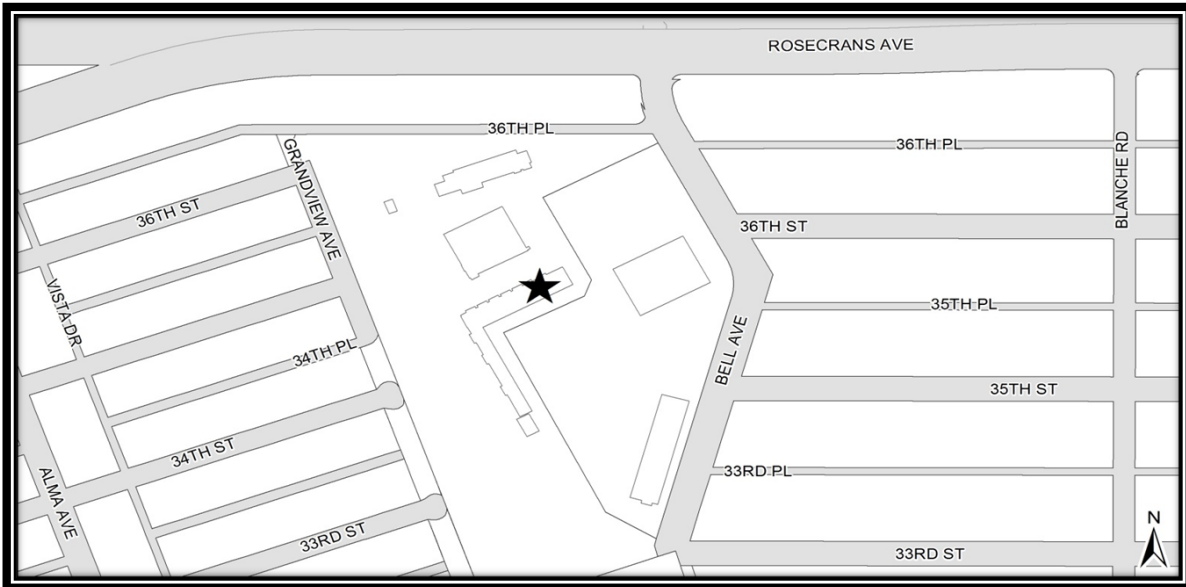 ROSECRANS AVE
36TH PL
36TH PL
GRANDVIEW AVE
BLANCHE RD
36TH ST
36TH ST
VISTA DR
35TH PL
BELL AVE
34TH PL
35TH ST
34TH ST
33RD PL
ALMA AVE
N
33RD ST
33RD ST